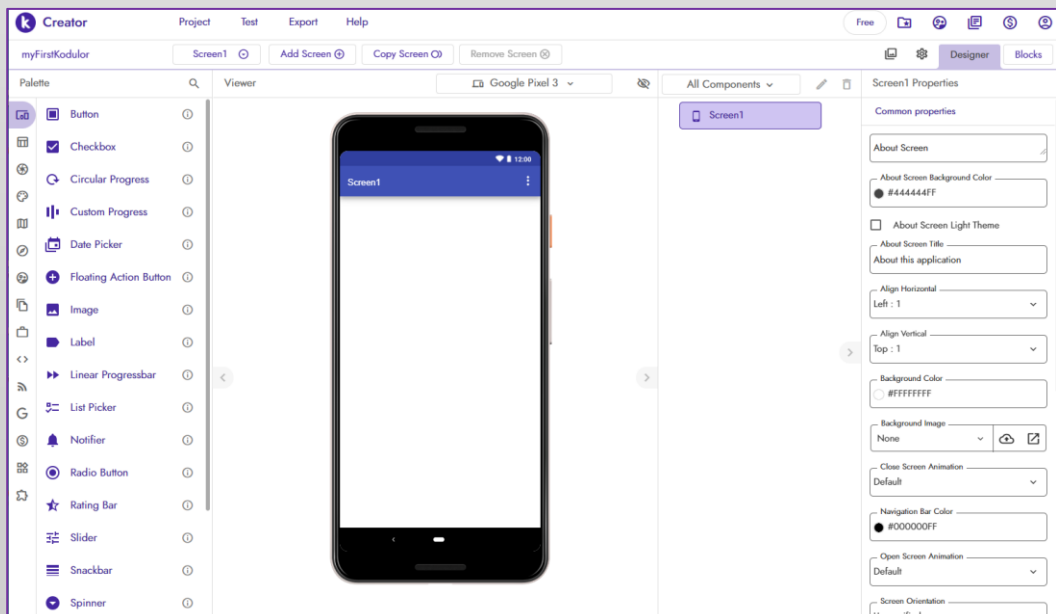 Creator Project Test Export Help Free
myFirstKodulor Screen1 Add Screen Copy Screen Remove Screen Designer Blocks
Palette Viewer Google Pixel 3 All Components Screen1 Properties
Button
Checkbox
Circular Progress
Custom Progress
Date Picker
Floating Action Button
Image
Label
Linear Progressbar
List Picker
Notifier
Radio Button
Rating Bar
Slider
Snackbar
Spinner
12:00
Screen1
Screen1
Common properties
About Screen
About Screen Background Color
#444444FF
About Screen Light Theme
About Screen Title
About this application
Align Horizontal
Left : 1
Align Vertical
Top : 1
Background Color
#FFFFFFFF
Background Image
None
Close Screen Animation
Default
Navigation Bar Color
#000000FF
Open Screen Animation
Default
Screen Orientation